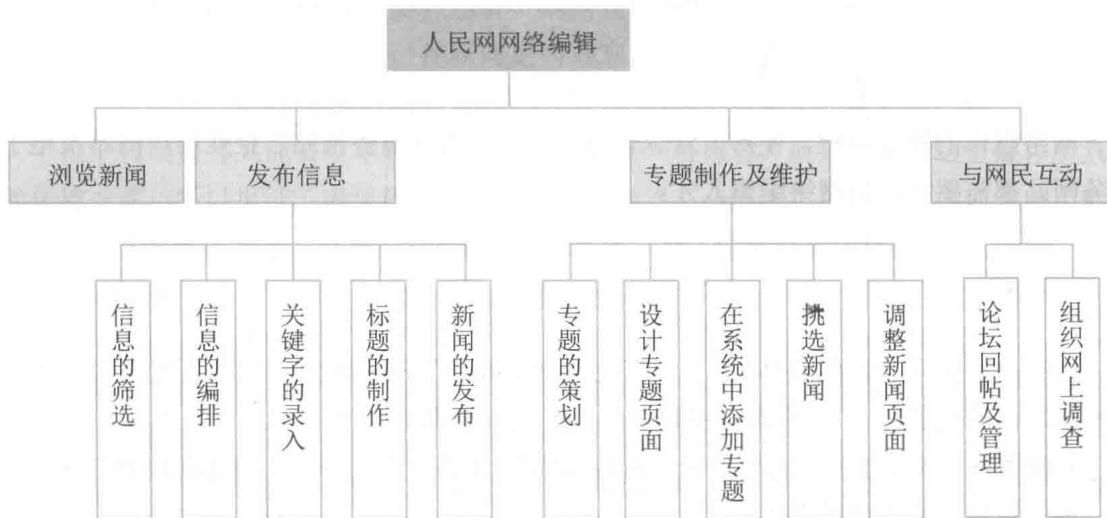 人民网网络编辑
浏览新闻
发布信息
专题制作及维护
与网民互动
信息的筛选
信息的编排
关键字的录入
标题的制作
新闻的发布
专题的策划
设计专题页面
在系统中添加专题
挑选新闻
调整新闻页面
论坛回帖及管理
组织网上调查